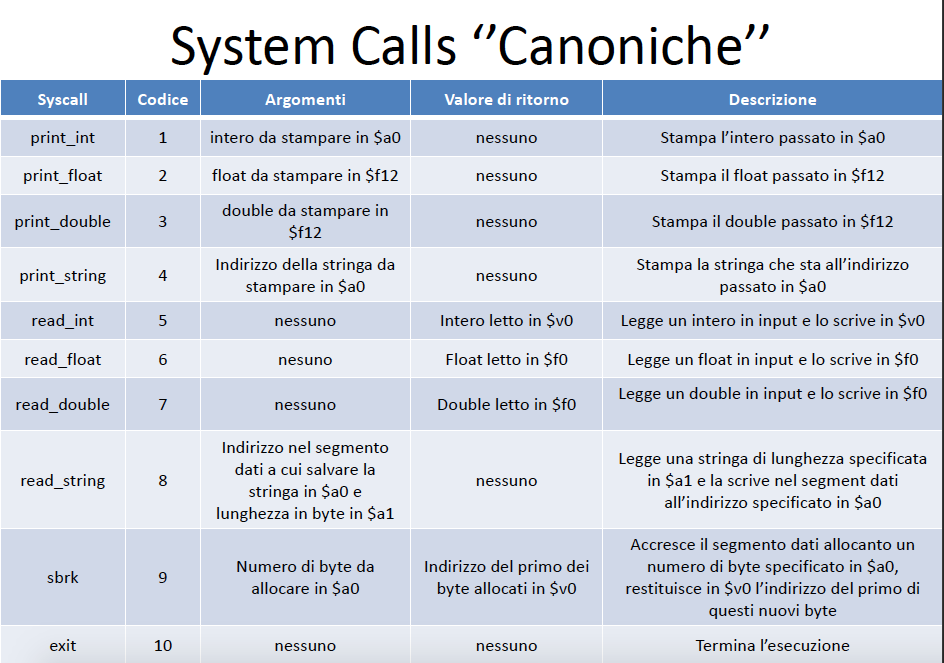 System Calls ‘’Canoniche’’
Syscall Codice Argomenti Valore di ritorno Descrizione
print_int 1 intero da stampare in $a0 nessuno Stampa l’intero passato in $a0
print_float 2 float da stampare in $f12 nessuno Stampa il float passato in $f12
print_double 3 double da stampare in
$f12 nessuno Stampa il double passato in $f12
print_string 4 Indirizzo della stringa da
stampare in $a0 nessuno Stampa la stringa che sta all’indirizzo
passato in $a0
read_int 5 nessuno Intero letto in $v0 Legge un intero in input e lo scrive in $v0
read_float 6 nesuno Float letto in $f0 Legge un float in input e lo scrive in $f0
read_double 7 nessuno Double letto in $f0 Legge un double in input e lo scrive in $f0
read_string 8 Indirizzo nel segmento
dati a cui salvare la
stringa in $a0 e
lunghezza in byte in $a1 nessuno Legge una stringa di lunghezza specificata
in $a1 e la scrive nel segment dati
all’indirizzo specificato in $a0
sbrk 9 Numero di byte da
allocare in $a0 Indirizzo del primo dei
byte allocati in $v0 Accresce il segmento dati allocanto un
numero di byte specificato in $a0,
restituisce in $v0 l’indirizzo del primo di
questi nuovi byte
exit 10 nessuno nessuno Termina l’esecuzione